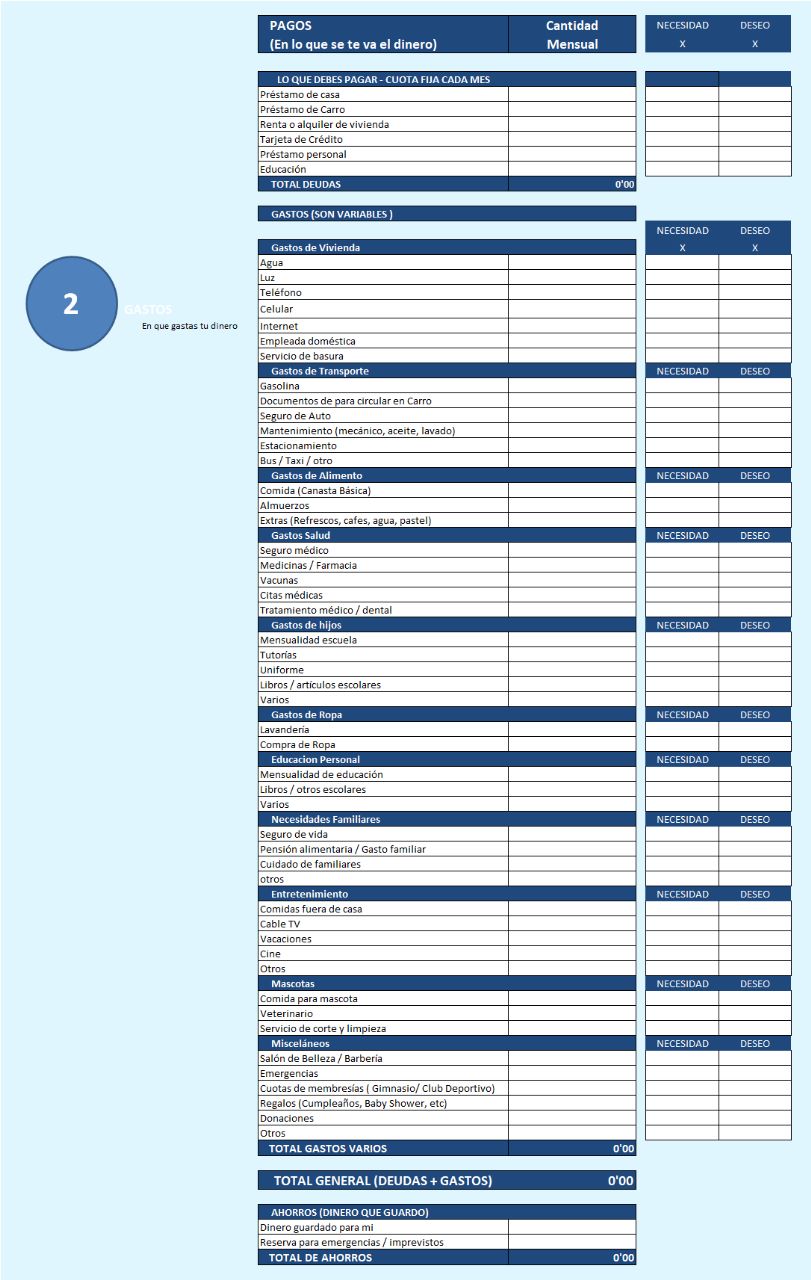 PAGOS Cantidad NECESIDAD DESEO
(En lo que se te va el dinero) Mensual X X
LO QUE DEBES PAGAR - CUOTA FIJA CADA MES
Préstamo de casa
Préstamo de Carro
Renta o alquiler de vivienda
Tarjeta de Crédito
Préstamo personal
Educación
TOTAL DEUDAS 0'00
GASTOS (SON VARIABLES )
NECESIDAD DESEO
Gastos de Vivienda X X
Agua
Luz
Teléfono
2
GASTOS
En que gastas tu dinero
Celular
Internet
Empleada doméstica
Servicio de basura
Gastos de Transporte NECESIDAD DESEO
Gasolina
Documentos de para circular en Carro
Seguro de Auto
Mantenimiento (mecánico, aceite, lavado)
Estacionamiento
Bus / Taxi / otro
Gastos de Alimento NECESIDAD DESEO
Comida (Canasta Básica)
Almuerzos
Extras (Refrescos, cafes, agua, pastel)
Gastos Salud NECESIDAD DESEO
Seguro médico
Medicinas / Farmacia
Vacunas
Citas médicas
Tratamiento médico / dental
Gastos de hijos NECESIDAD DESEO
Mensualidad escuela
Tutorías
Uniforme
Libros / artículos escolares
Varios
Gastos de Ropa NECESIDAD DESEO
Lavandería
Compra de Ropa
Educacion Personal NECESIDAD DESEO
Mensualidad de educación
Libros / otros escolares
Varios
Necesidades Familiares NECESIDAD DESEO
Seguro de vida
Pensión alimentaria / Gasto familiar
Cuidado de familiares
otros
Entretenimiento NECESIDAD DESEO
Comidas fuera de casa
Cable TV
Vacaciones
Cine
Otros
Mascotas NECESIDAD DESEO
Comida para mascota
Veterinario
Servicio de corte y limpieza
Misceláneos NECESIDAD DESEO
Salón de Belleza / Barbería
Emergencias
Cuotas de membresías ( Gimnasio/ Club Deportivo)
Regalos (Cumpleaños, Baby Shower, etc)
Donaciones
Otros
TOTAL GASTOS VARIOS 0'00
TOTAL GENERAL (DEUDAS + GASTOS) 0'00
AHORROS (DINERO QUE GUARDO)
Dinero guardado para mi
Reserva para emergencias / imprevistos
TOTAL DE AHORROS 0'00